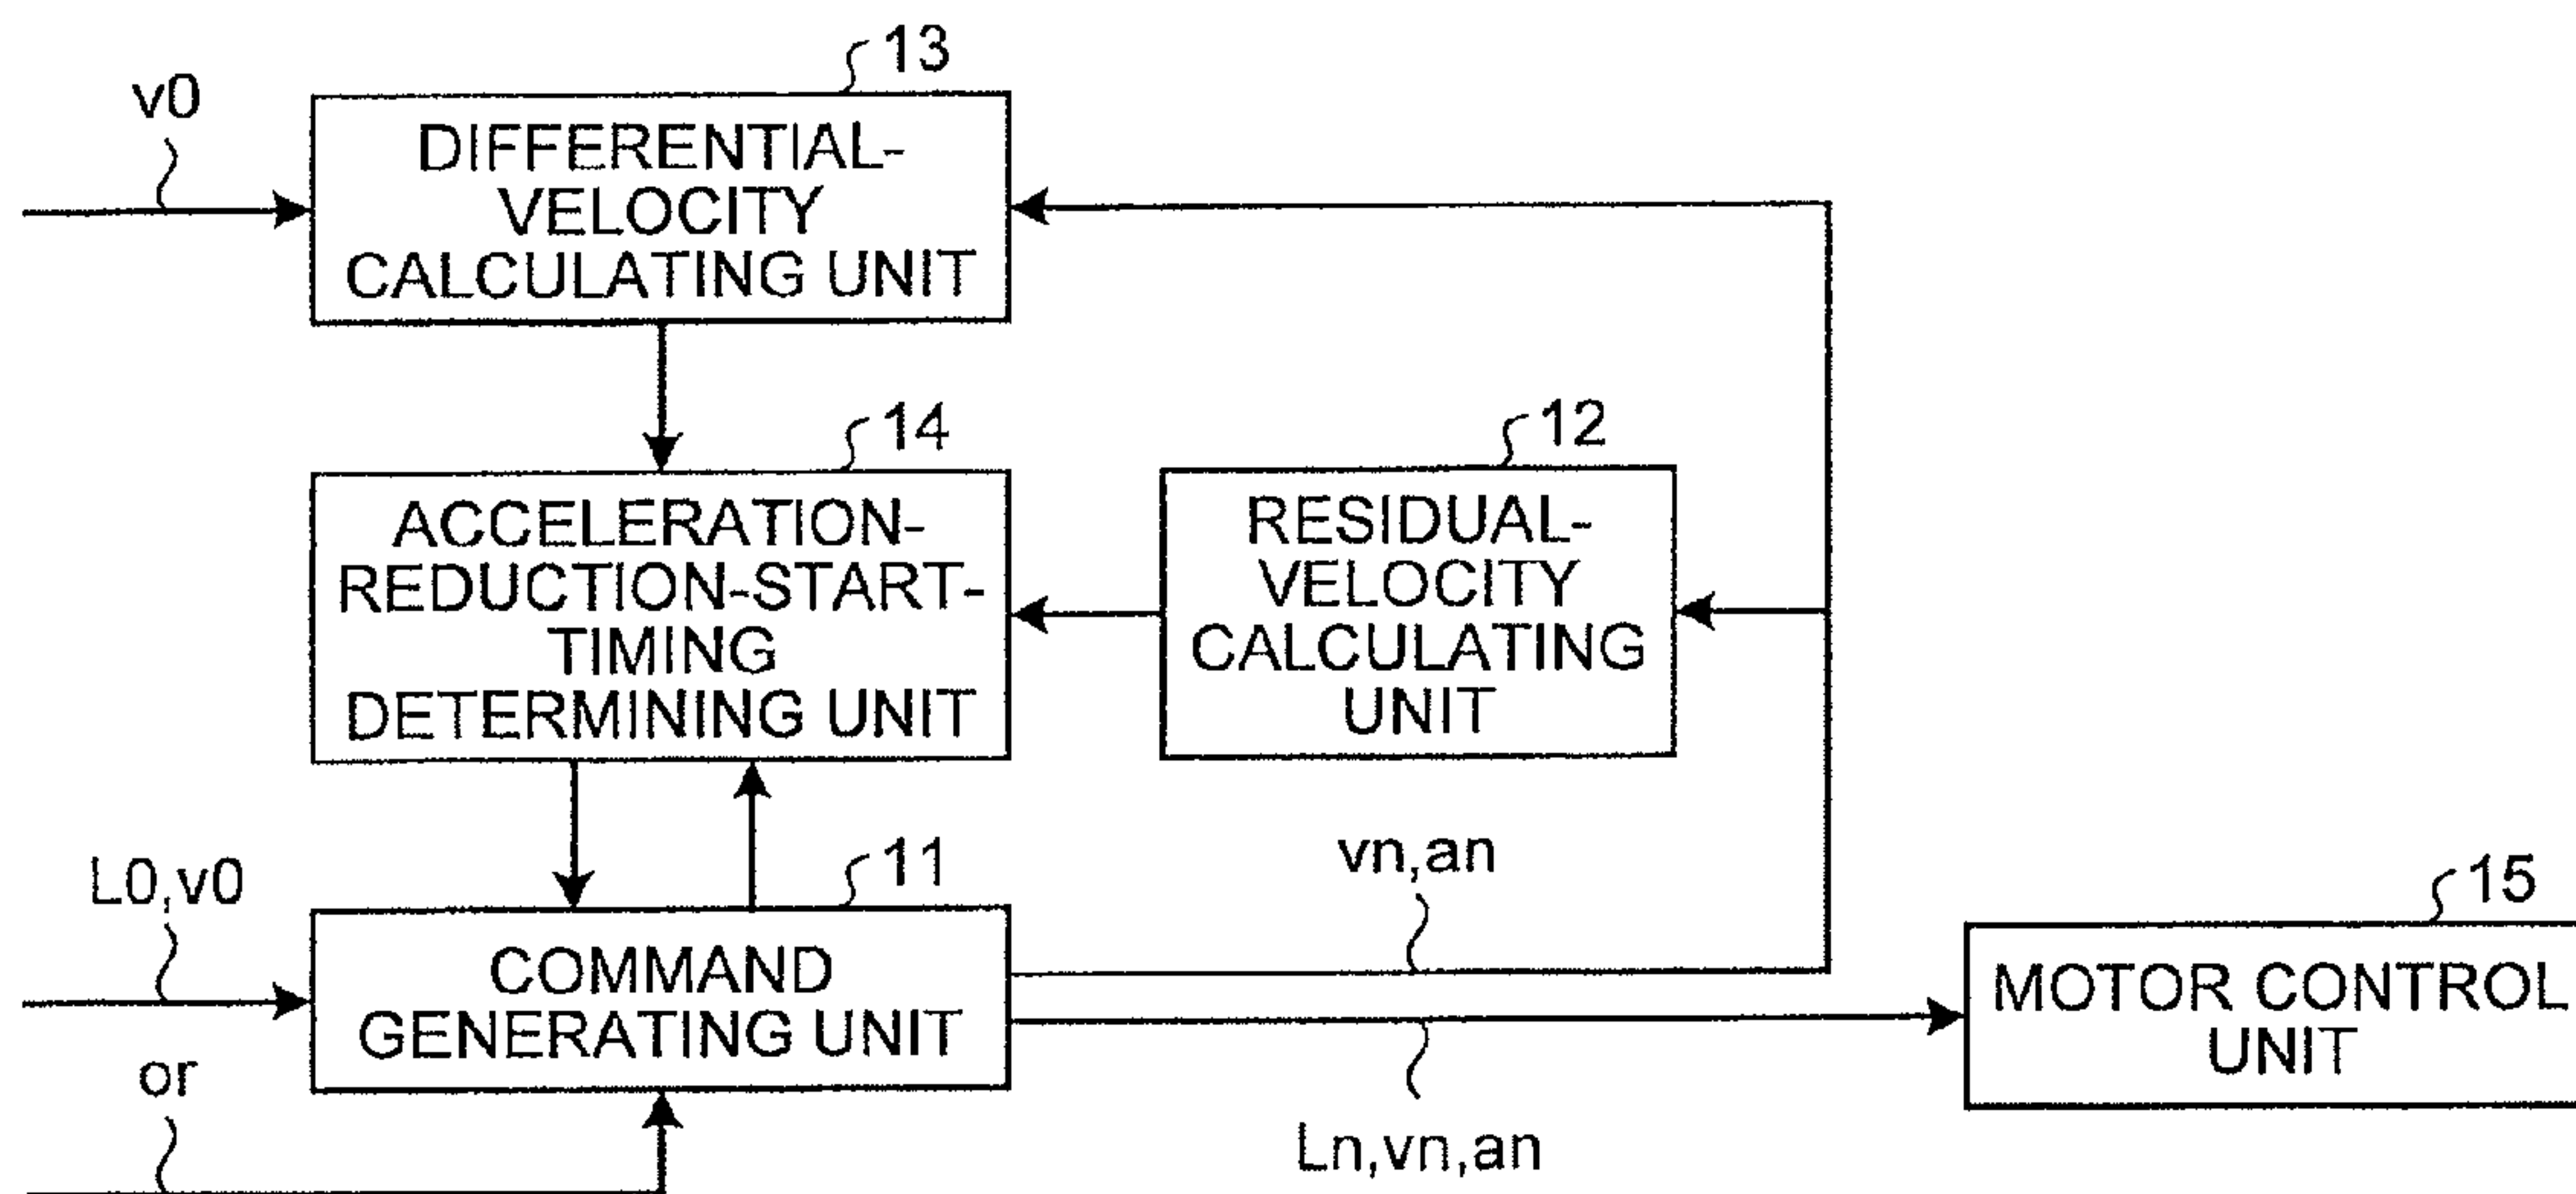 13
v0
DIFFERENTIAL-
VELOCITY
CALCULATING UNIT
14
12
ACCELERATION-
REDUCTION-START-
TIMING
DETERMINING UNIT
RESIDUAL-
VELOCITY
CALCULATING
UNIT
L0,v0
11
vn,an
15
COMMAND
GENERATING UNIT
MOTOR CONTROL
UNIT
or
Ln,vn,an